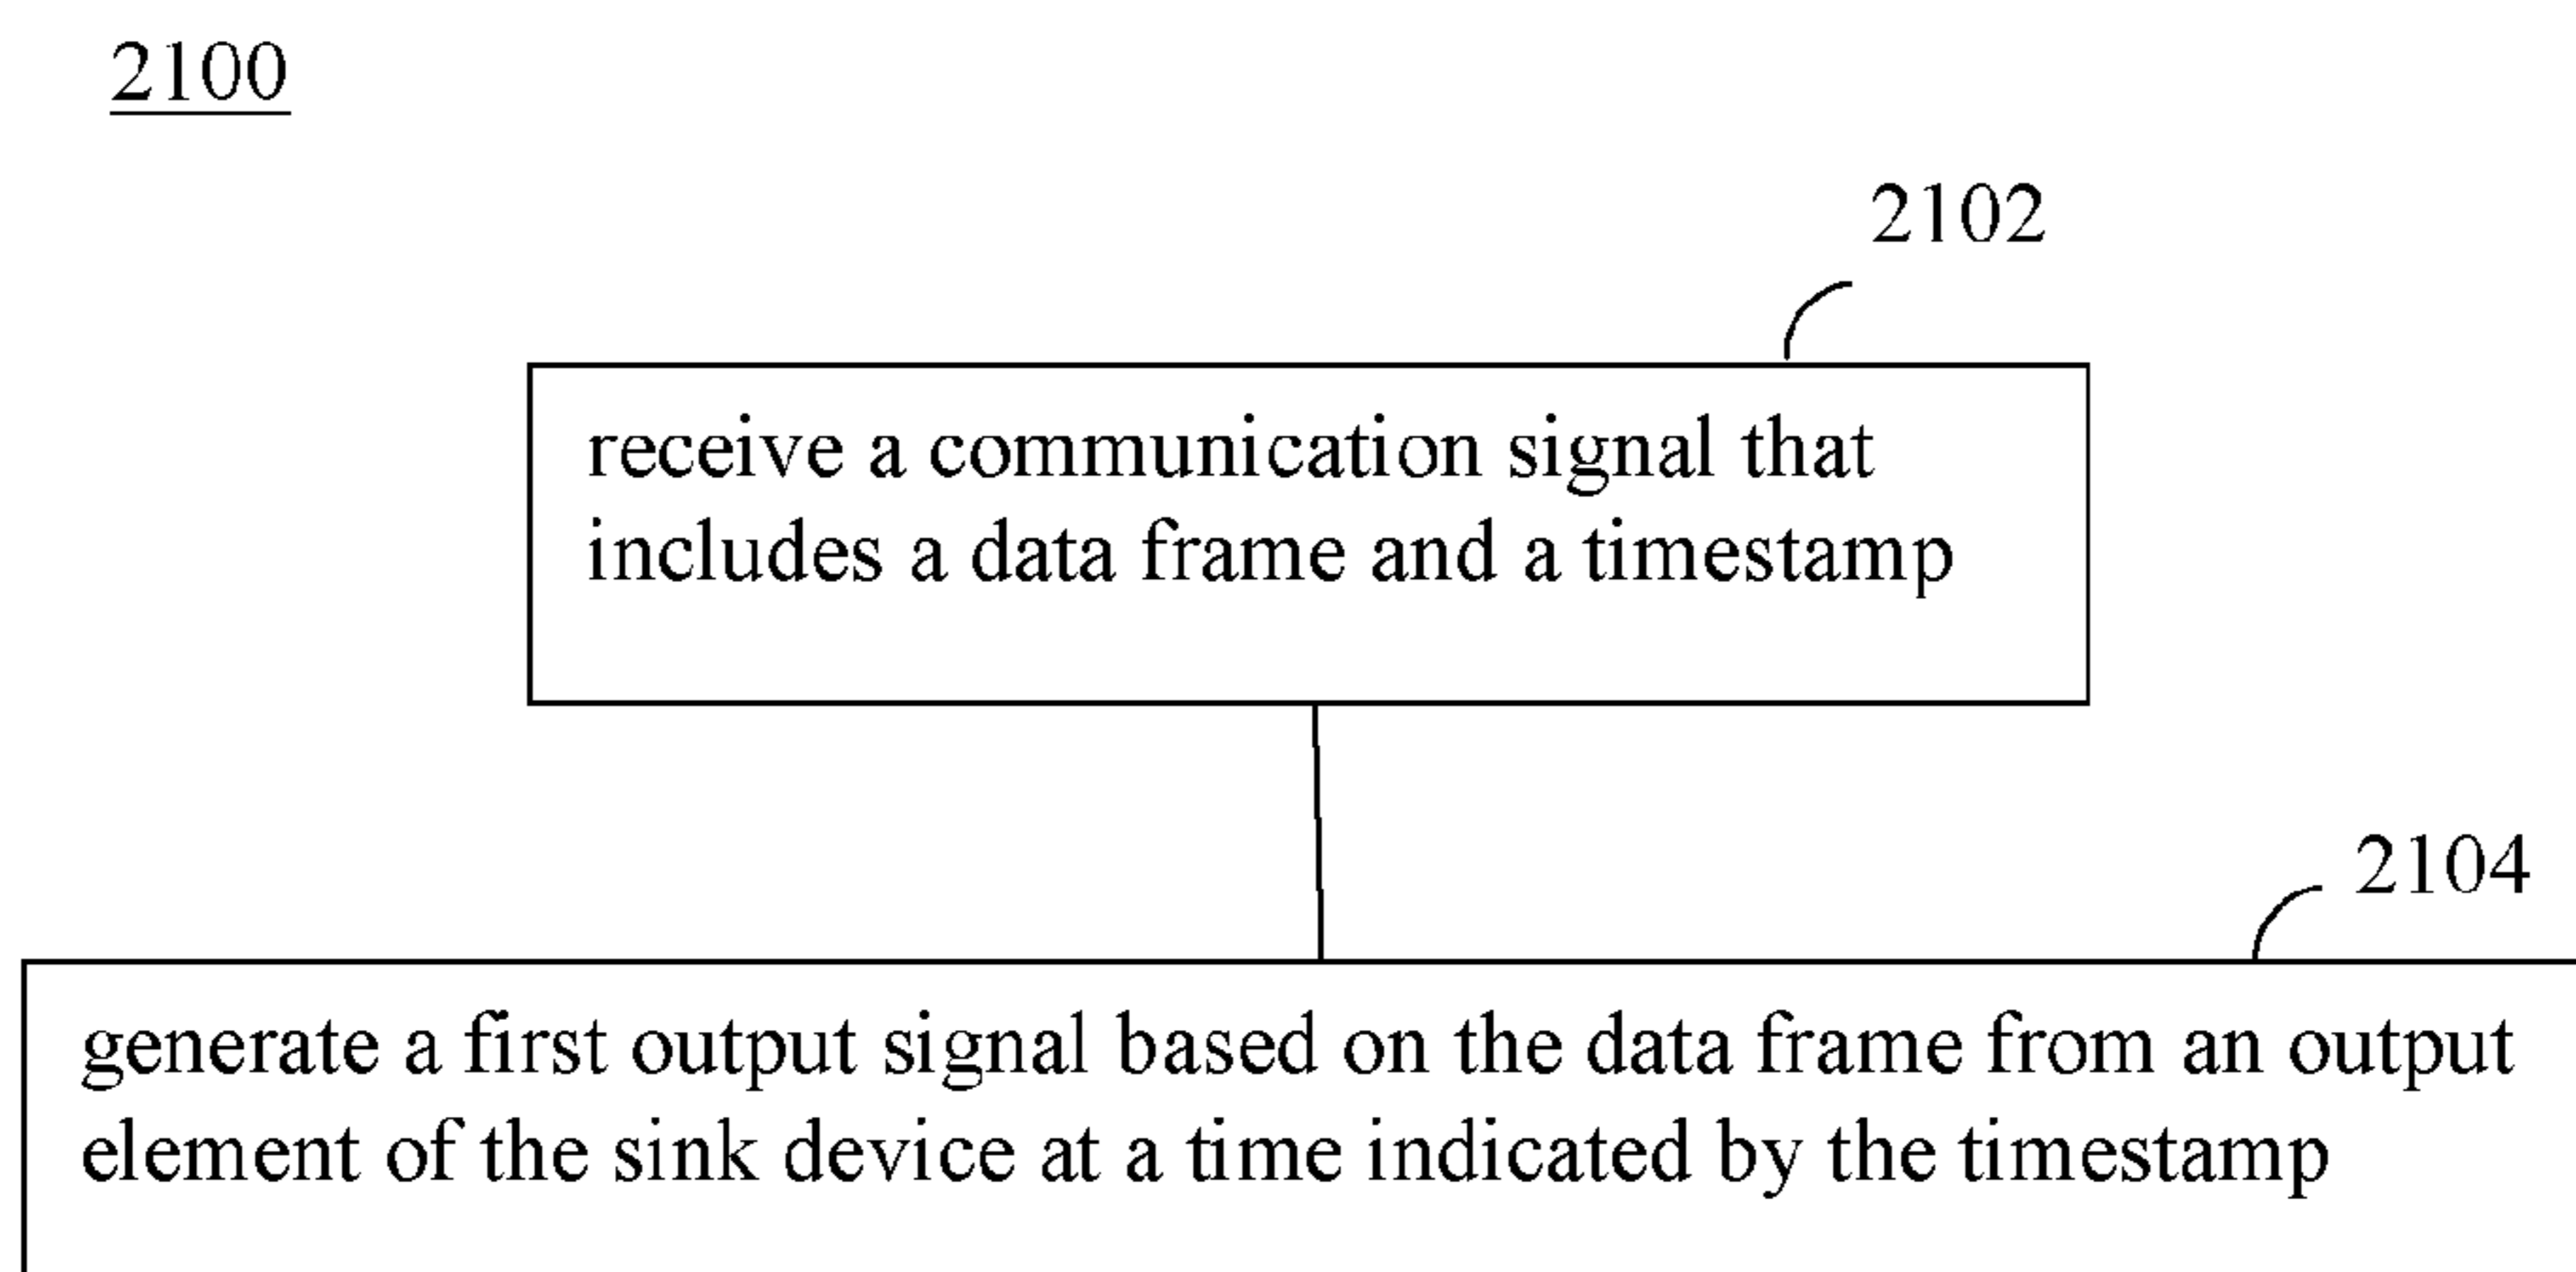 2100
2102
receive a communication signal that
includes a data frame and a timestamp
2104
generate a first output signal based on the data frame from an output
element of the sink device at a time indicated by the timestamp